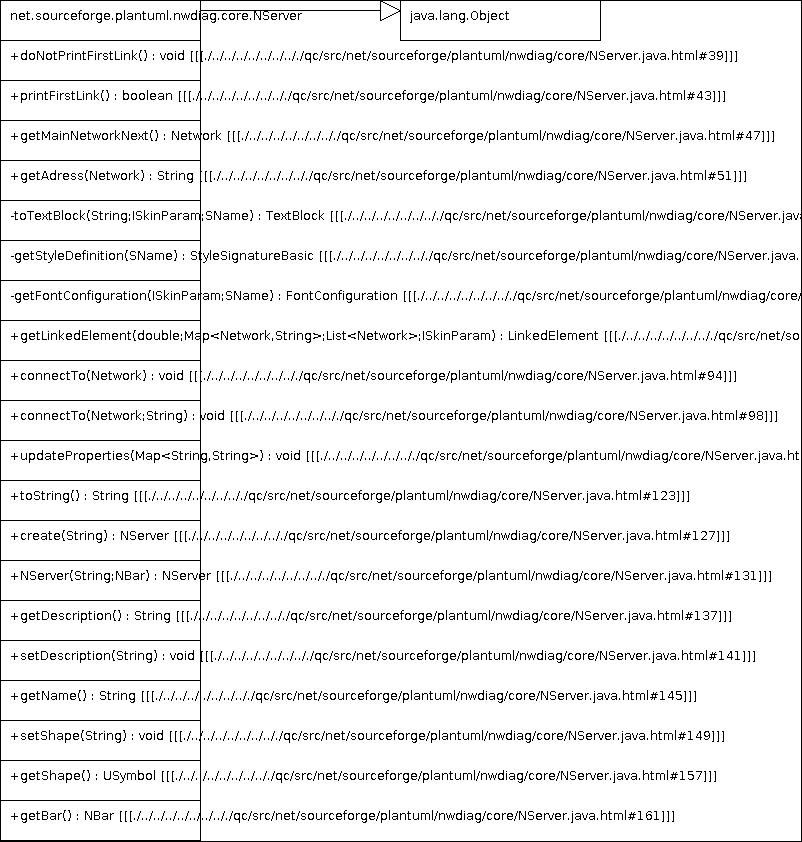 net.sourceforge.plantuml.nwdiag.core.NServer
java.lang.Object
+doNotPrintFirstLink() : void [[[./../../../../../../././qc/src/net/sourceforge/plantuml/nwdiag/core/NServer.java.html#39]]]
+printFirstLink() : boolean [[[./../../../../../../././qc/src/net/sourceforge/plantuml/nwdiag/core/NServer.java.html#43]]]
+getMainNetworkNext() : Network [[[./../../../../../../././qc/src/net/sourceforge/plantuml/nwdiag/core/NServer.java.html#47]]]
+getAdress(Network) : String [[[./../../../../../../././qc/src/net/sourceforge/plantuml/nwdiag/core/NServer.java.html#51]]]
-toTextBlock(String;ISkinParam;SName) : TextBlock [[[./../../../../../../././qc/src/net/sourceforge/plantuml/nwdiag/core/NServer.java
-getStyleDefinition(SName) : StyleSignatureBasic [[[./../../../../../../././qc/src/net/sourceforge/plantuml/nwdiag/core/NServer.java.
-getFontConfiguration(ISkinParam;SName) : FontConfiguration [[[./../../../../../../././qc/src/net/sourceforge/plantuml/nwdiag/core/
+getLinkedElement(double;Map<Network,String>;List<Network>;ISkinParam) : LinkedElement [[[./../../../../../../././qc/src/net/so
+connectTo(Network) : void [[[./../../../../../../././qc/src/net/sourceforge/plantuml/nwdiag/core/NServer.java.html#94]]]
+connectTo(Network;String) : void [[[./../../../../../../././qc/src/net/sourceforge/plantuml/nwdiag/core/NServer.java.html#98]]]
+updateProperties(Map<String,String>) : void [[[./../../../../../../././qc/src/net/sourceforge/plantuml/nwdiag/core/NServer.java.ht
+toString() : String [[[./../../../../../../././qc/src/net/sourceforge/plantuml/nwdiag/core/NServer.java.html#123]]]
+create(String) : NServer [[[./../../../../../../././qc/src/net/sourceforge/plantuml/nwdiag/core/NServer.java.html#127]]]
+NServer(String;NBar) : NServer [[[./../../../../../../././qc/src/net/sourceforge/plantuml/nwdiag/core/NServer.java.html#131]]]
+getDescription() : String [[[./../../../../../../././qc/src/net/sourceforge/plantuml/nwdiag/core/NServer.java.html#137]]]
+setDescription(String) : void [[[./../../../../../../././qc/src/net/sourceforge/plantuml/nwdiag/core/NServer.java.html#141]]]
+getName() : String [[[./../../../../../../././qc/src/net/sourceforge/plantuml/nwdiag/core/NServer.java.html#145]]]
+setShape(String) : void [[[./../../../../../../././qc/src/net/sourceforge/plantuml/nwdiag/core/NServer.java.html#149]]]
+getShape() : USymbol [[[./../../../../../../././qc/src/net/sourceforge/plantuml/nwdiag/core/NServer.java.html#157]]]
+getBar() : NBar [[[./../../../../../../././qc/src/net/sourceforge/plantuml/nwdiag/core/NServer.java.html#161]]]